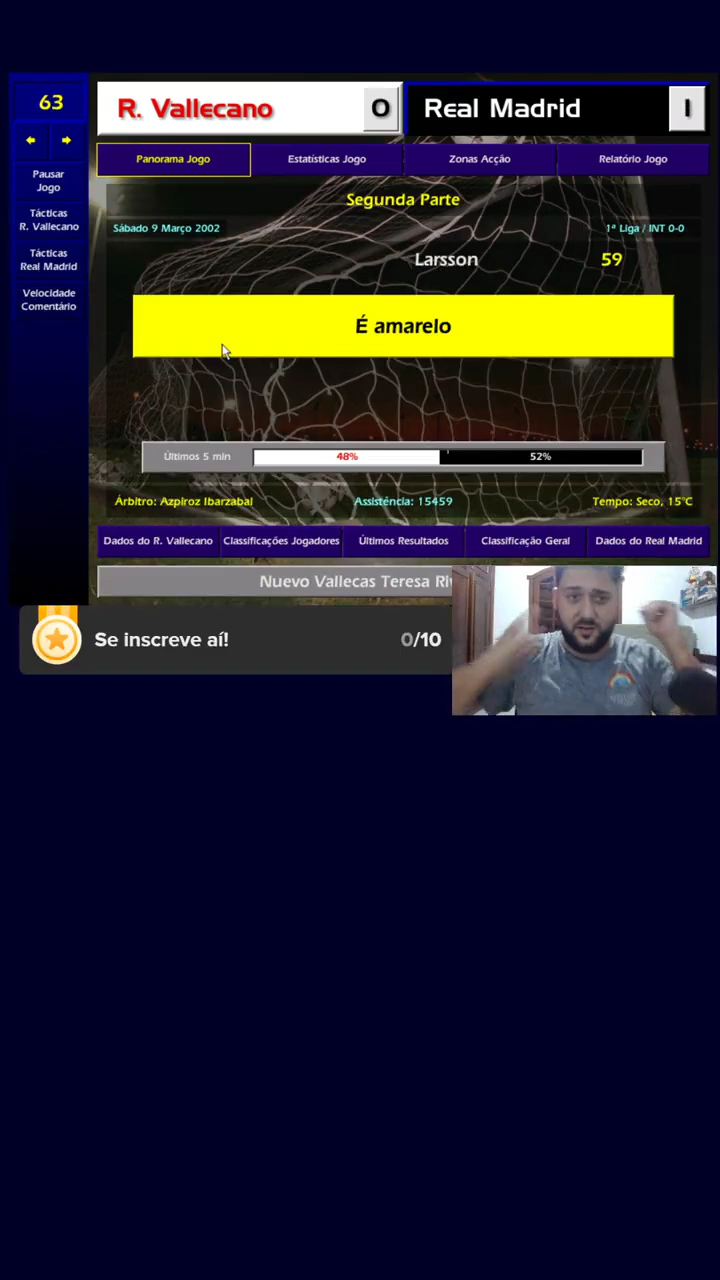 63
R. Vallecano 0 Real Madrid 1
Panorama Jogo Estatísticas Jogo Zonas Acção Relatório Jogo
Pausar
Jogo
Tácticas
R. Vallecano
Tácticas
Real Madrid
Velocidade
Comentário
Segunda Parte
Sábado 9 Março 2002 1ª Liga / INT 0-0
Larsson 59
É amarelo
Últimos 5 min 48% 52%
Árbitro: Azpiroz Ibarzabal Assistência: 15459 Tempo: Seco, 15°C
Dados do R. Vallecano Classificações Jogadores Últimos Resultados Classificação Geral Dados do Real Madrid
Nuevo Vallecas Teresa
Se inscreve aí! 0/10